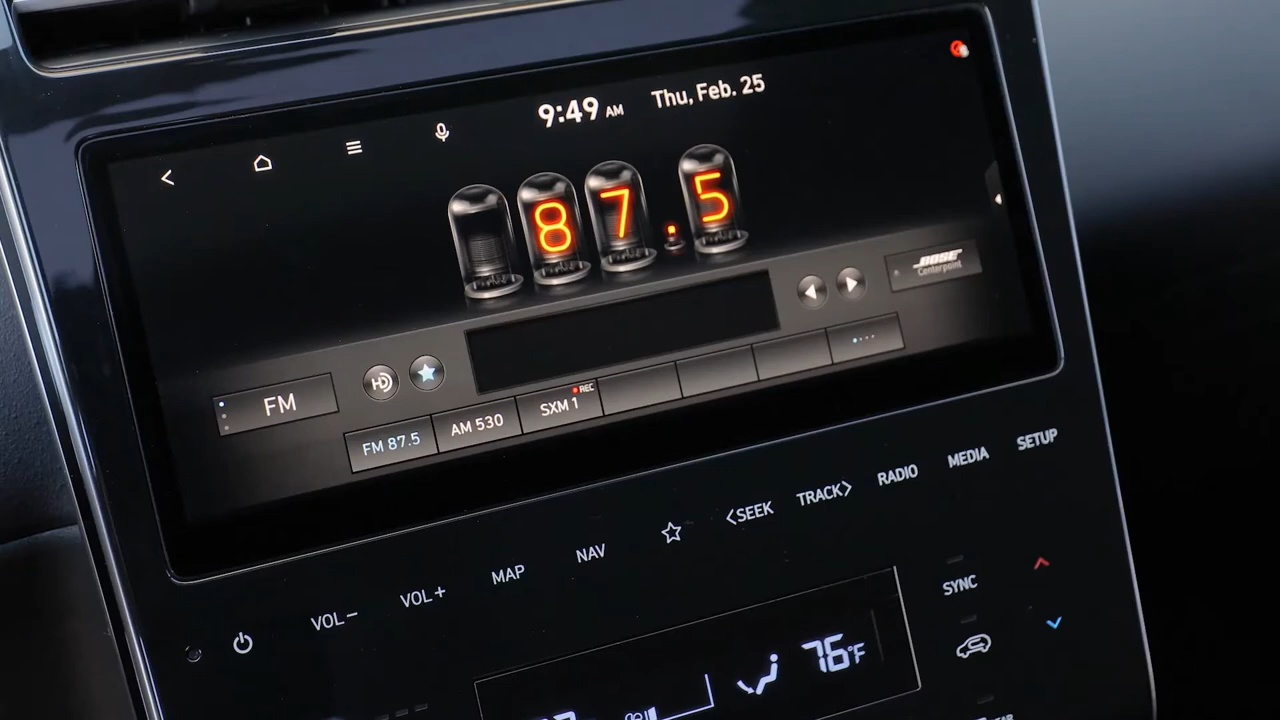 9:49 AM Thu, Feb. 25
87.5
BOSE
Centerpoint
FM
HD
FM 87.5
AM 530
SXM 1
REC
VOL−
VOL+
MAP
NAV
<SEEK
TRACK>
RADIO
MEDIA
SETUP
SYNC
76°F